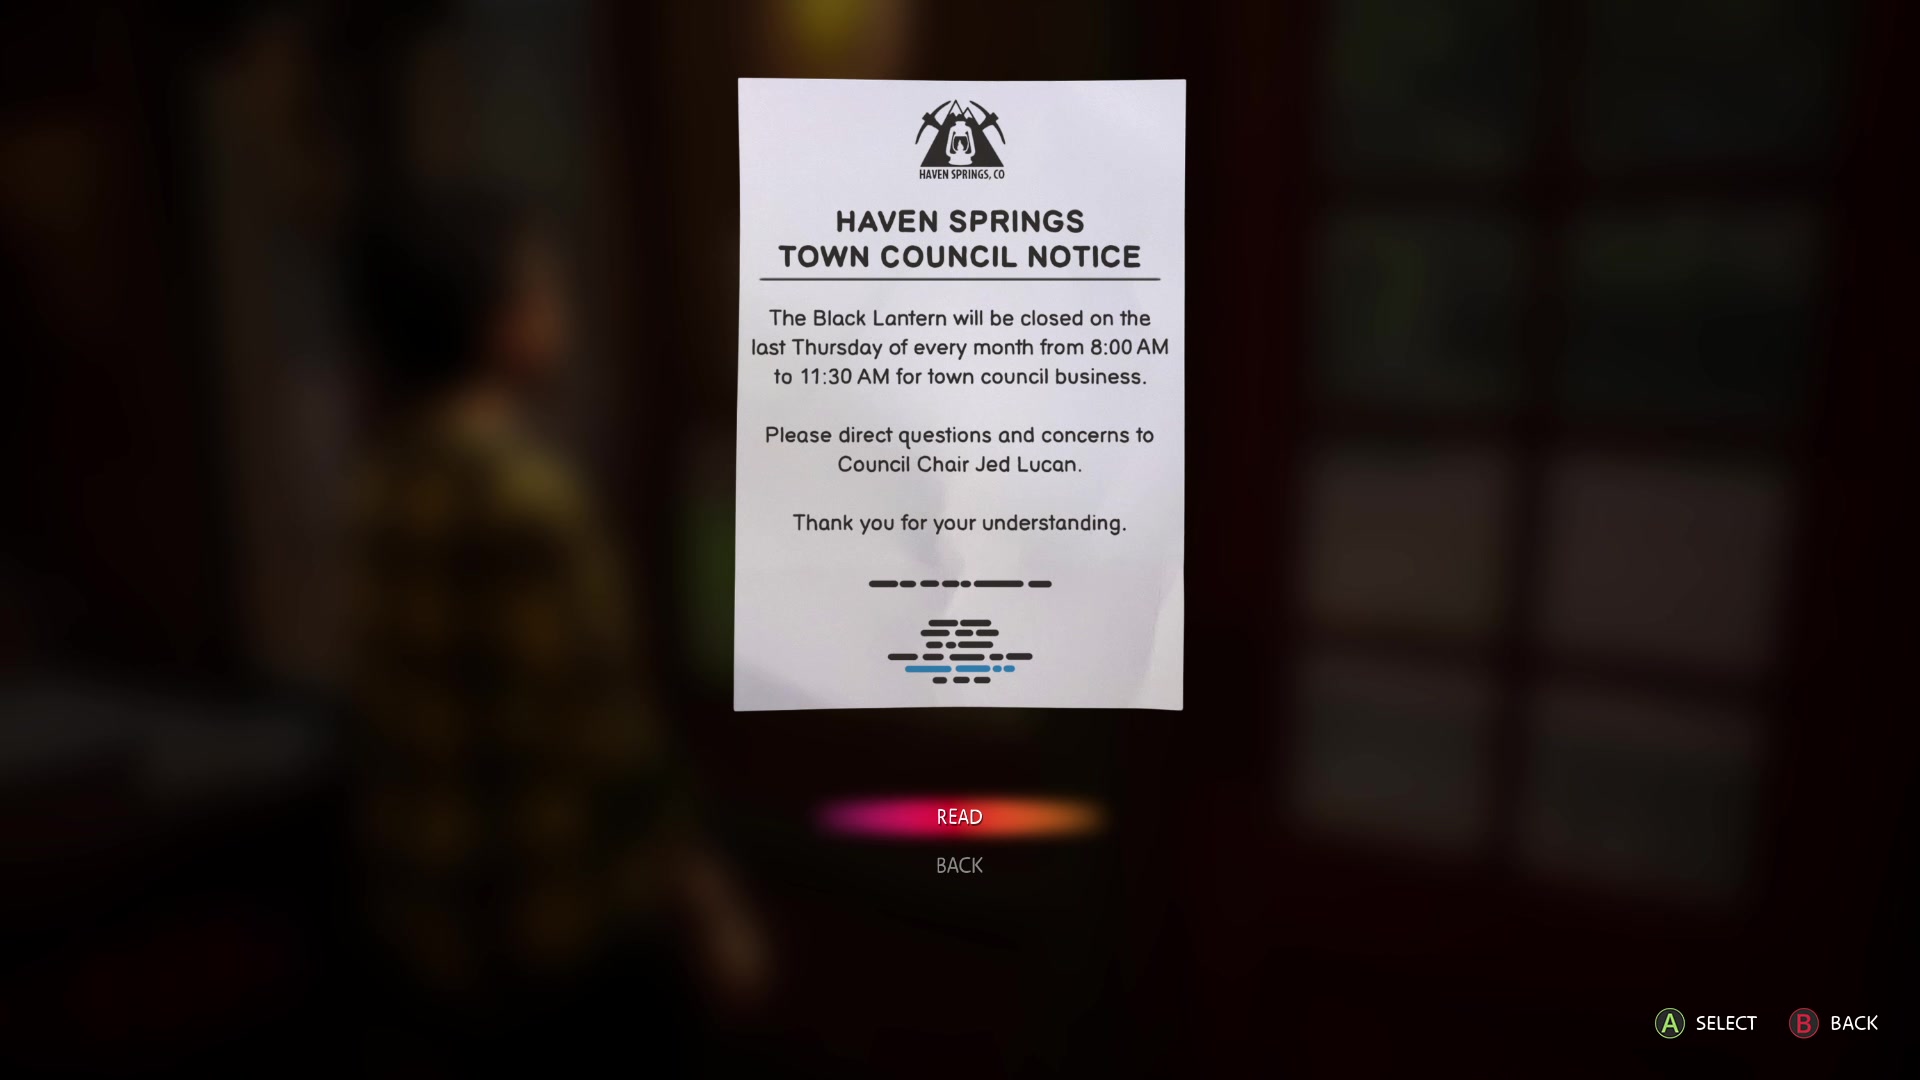 HAVEN SPRINGS, CO
HAVEN SPRINGS
TOWN COUNCIL NOTICE
The Black Lantern will be closed on the
last Thursday of every month from 8:00 AM
to 11:30 AM for town council business.
Please direct questions and concerns to
Council Chair Jed Lucan.
Thank you for your understanding.
READ
BACK
A SELECT B BACK